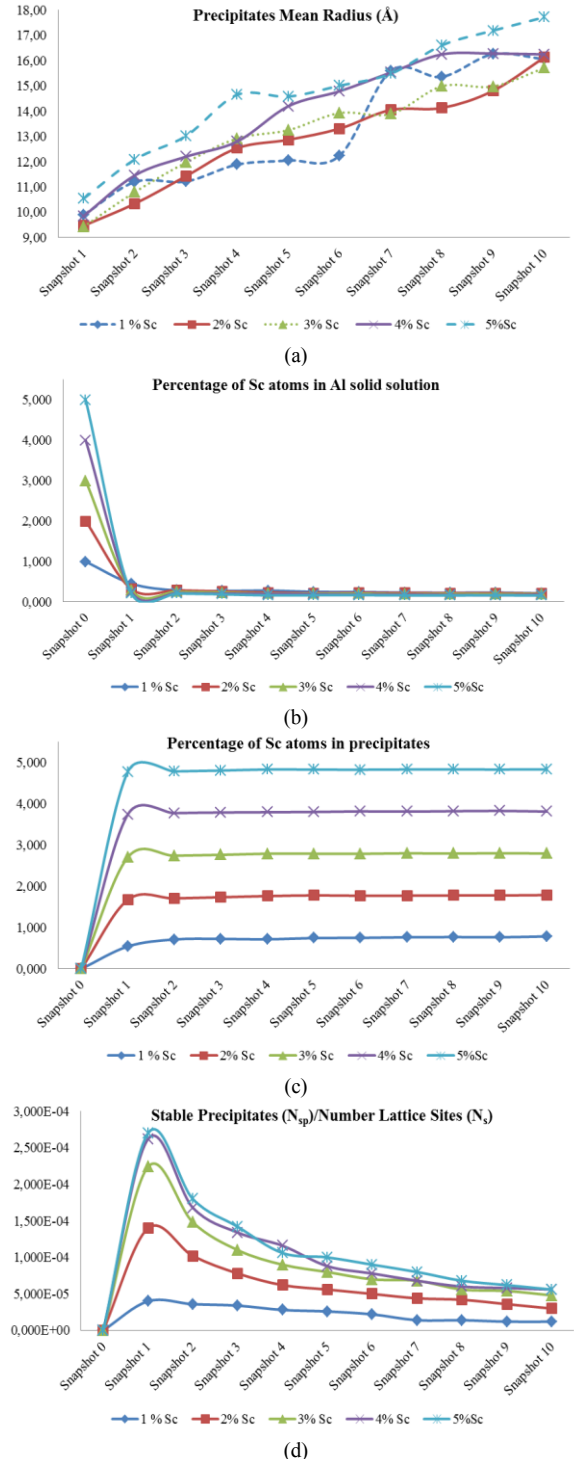 Precipitates Mean Radius (Å)
18,00
17,00
16,00
15,00
14,00
13,00
12,00
11,00
10,00
9,00
Snapshot 1
Snapshot 2
Snapshot 3
Snapshot 4
Snapshot 5
Snapshot 6
Snapshot 7
Snapshot 8
Snapshot 9
Snapshot 10
1 % Sc 2% Sc 3% Sc 4% Sc 5%Sc
(a)
Percentage of Sc atoms in Al solid solution
5,000
4,000
3,000
2,000
1,000
0,000
Snapshot 0
Snapshot 1
Snapshot 2
Snapshot 3
Snapshot 4
Snapshot 5
Snapshot 6
Snapshot 7
Snapshot 8
Snapshot 9
Snapshot 10
1 % Sc 2% Sc 3% Sc 4% Sc 5%Sc
(b)
Percentage of Sc atoms in precipitates
5,000
4,000
3,000
2,000
1,000
0,000
Snapshot 0
Snapshot 1
Snapshot 2
Snapshot 3
Snapshot 4
Snapshot 5
Snapshot 6
Snapshot 7
Snapshot 8
Snapshot 9
Snapshot 10
1 % Sc 2% Sc 3% Sc 4% Sc 5%Sc
(c)
Stable Precipitates (Nsp)/Number Lattice Sites (Ns)
3,000E-04
2,500E-04
2,000E-04
1,500E-04
1,000E-04
5,000E-05
0,000E+00
Snapshot 0
Snapshot 1
Snapshot 2
Snapshot 3
Snapshot 4
Snapshot 5
Snapshot 6
Snapshot 7
Snapshot 8
Snapshot 9
Snapshot 10
1 % Sc 2% Sc 3% Sc 4% Sc 5%Sc
(d)